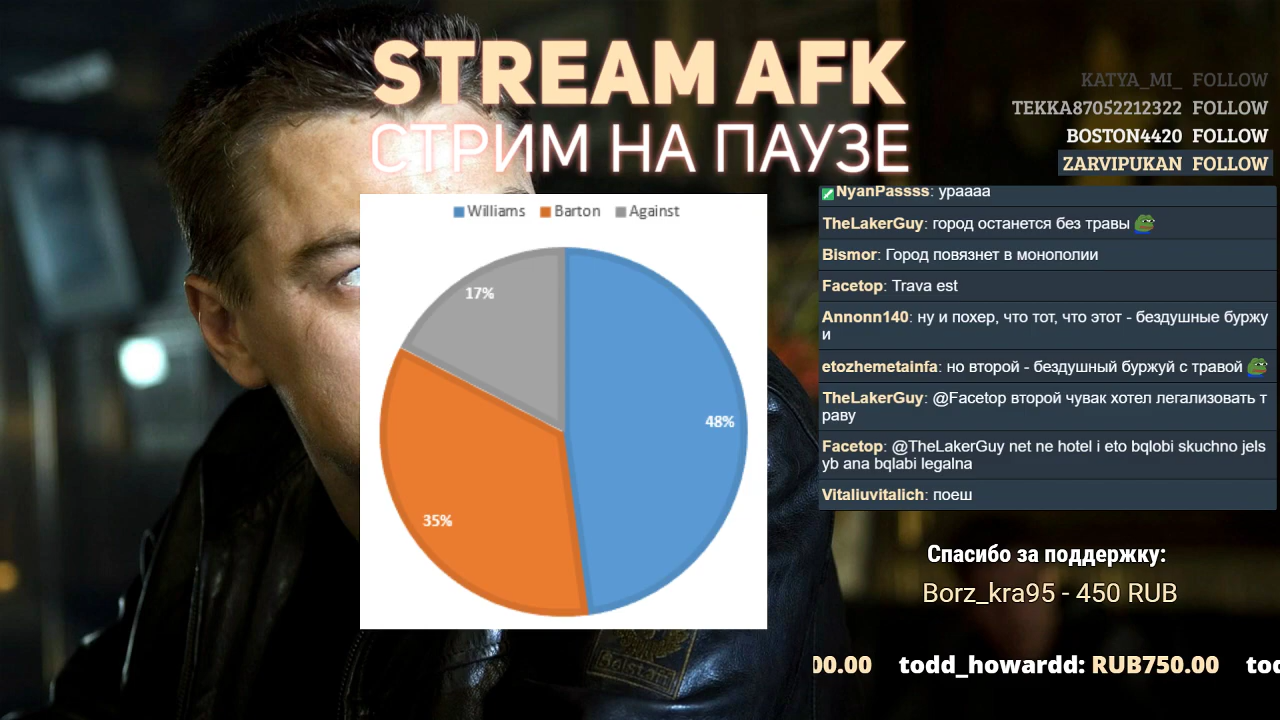 STREAM AFK
СТРИМ НА ПАУЗЕ
KATYA_MI_ FOLLOW
TEKKA87052212322 FOLLOW
BOSTON4420 FOLLOW
ZARVIPUKAN FOLLOW
Williams Barton Against
17%
48%
35%
NyanPassss: ураааа
TheLakerGuy: город останется без травы
Bismor: Город повязнет в монополии
Facetop: Trava est
Annonn140: ну и похер, что тот, что этот - бездушные буржу
и
etozhemetainfa: но второй - бездушный буржуй с травой
TheLakerGuy: @Facetop второй чувак хотел легализовать т
раву
Facetop: @TheLakerGuy net ne hotel i eto bqlobi skuchno jels
yb ana bqlabi legalna
Vitaliuvitalich: поеш
Спасибо за поддержку:
Borz_kra95 - 450 RUB
00.00 todd_howardd: RUB750.00 tod